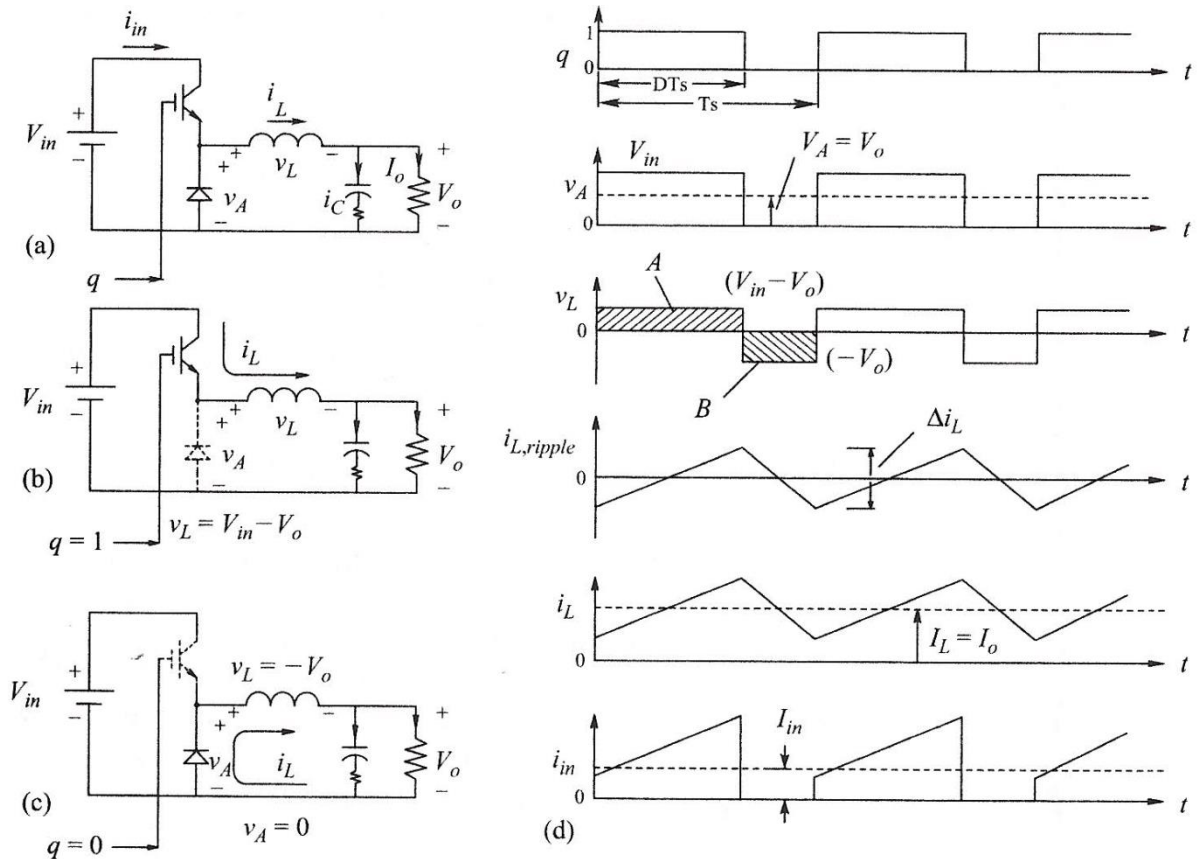 i_in
i_L
V_in
+
−
+
v_L
−
+
v_A
−
i_C
I_o
+
V_o
−
(a)
q
i_L
V_in
+
−
+
v_L
−
+
v_A
−
+
V_o
−
(b)
v_L = V_in − V_o
q = 1
v_L = −V_o
V_in
+
−
+
−
+
v_A
−
i_L
+
V_o
−
(c)
v_A = 0
q = 0
1
q
0
t
DTs
Ts
V_in
V_A = V_o
v_A
0
t
A
(V_in − V_o)
v_L
0
t
(−V_o)
B
i_L,ripple
Δi_L
0
t
i_L
I_L = I_o
0
t
I_in
i_in
0
t
(d)